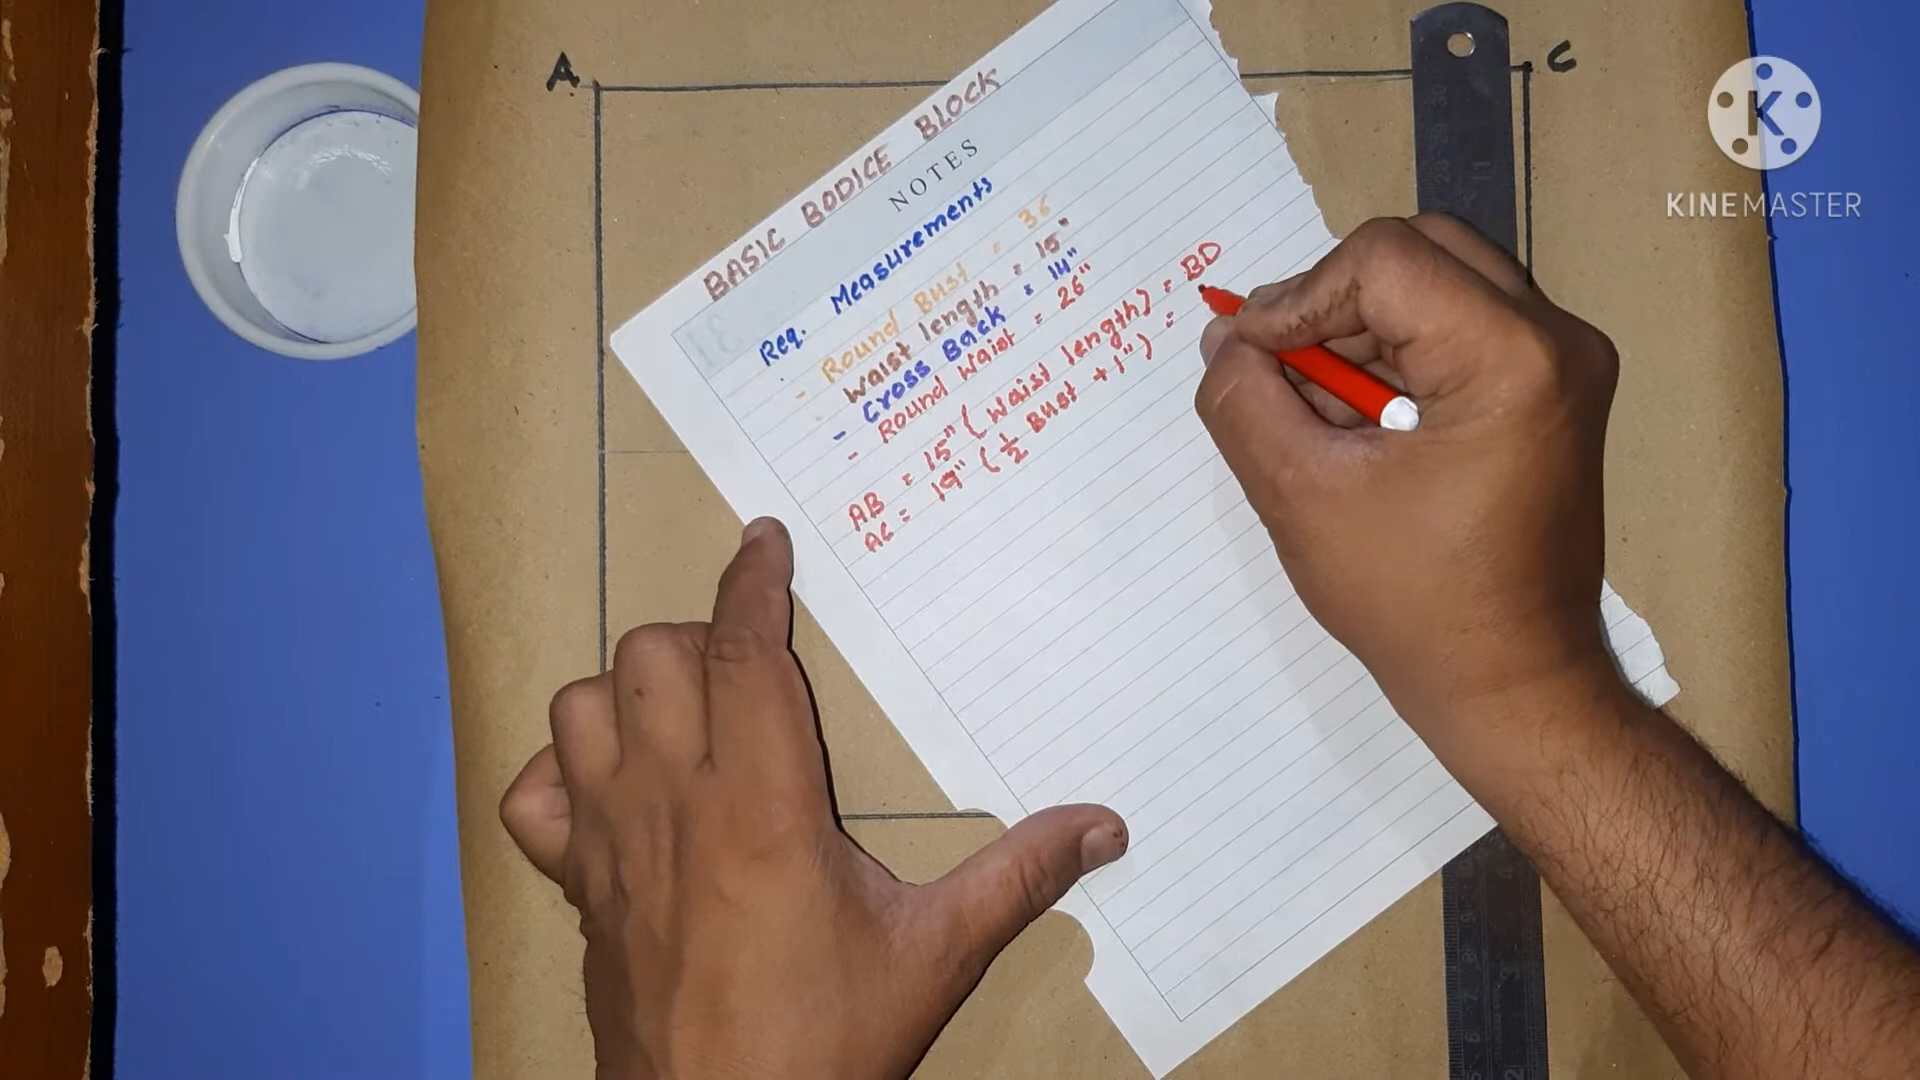 A
C
KINEMASTER
BASIC BODICE BLOCK
NOTES
Req. Measurements
- Round Bust = 36
- Waist length = 15"
- Cross Back = 14"
- Round Waist = 26"
AB = 15" (Waist length) = BD
AC = 19" (1/2 Bust + 1") =